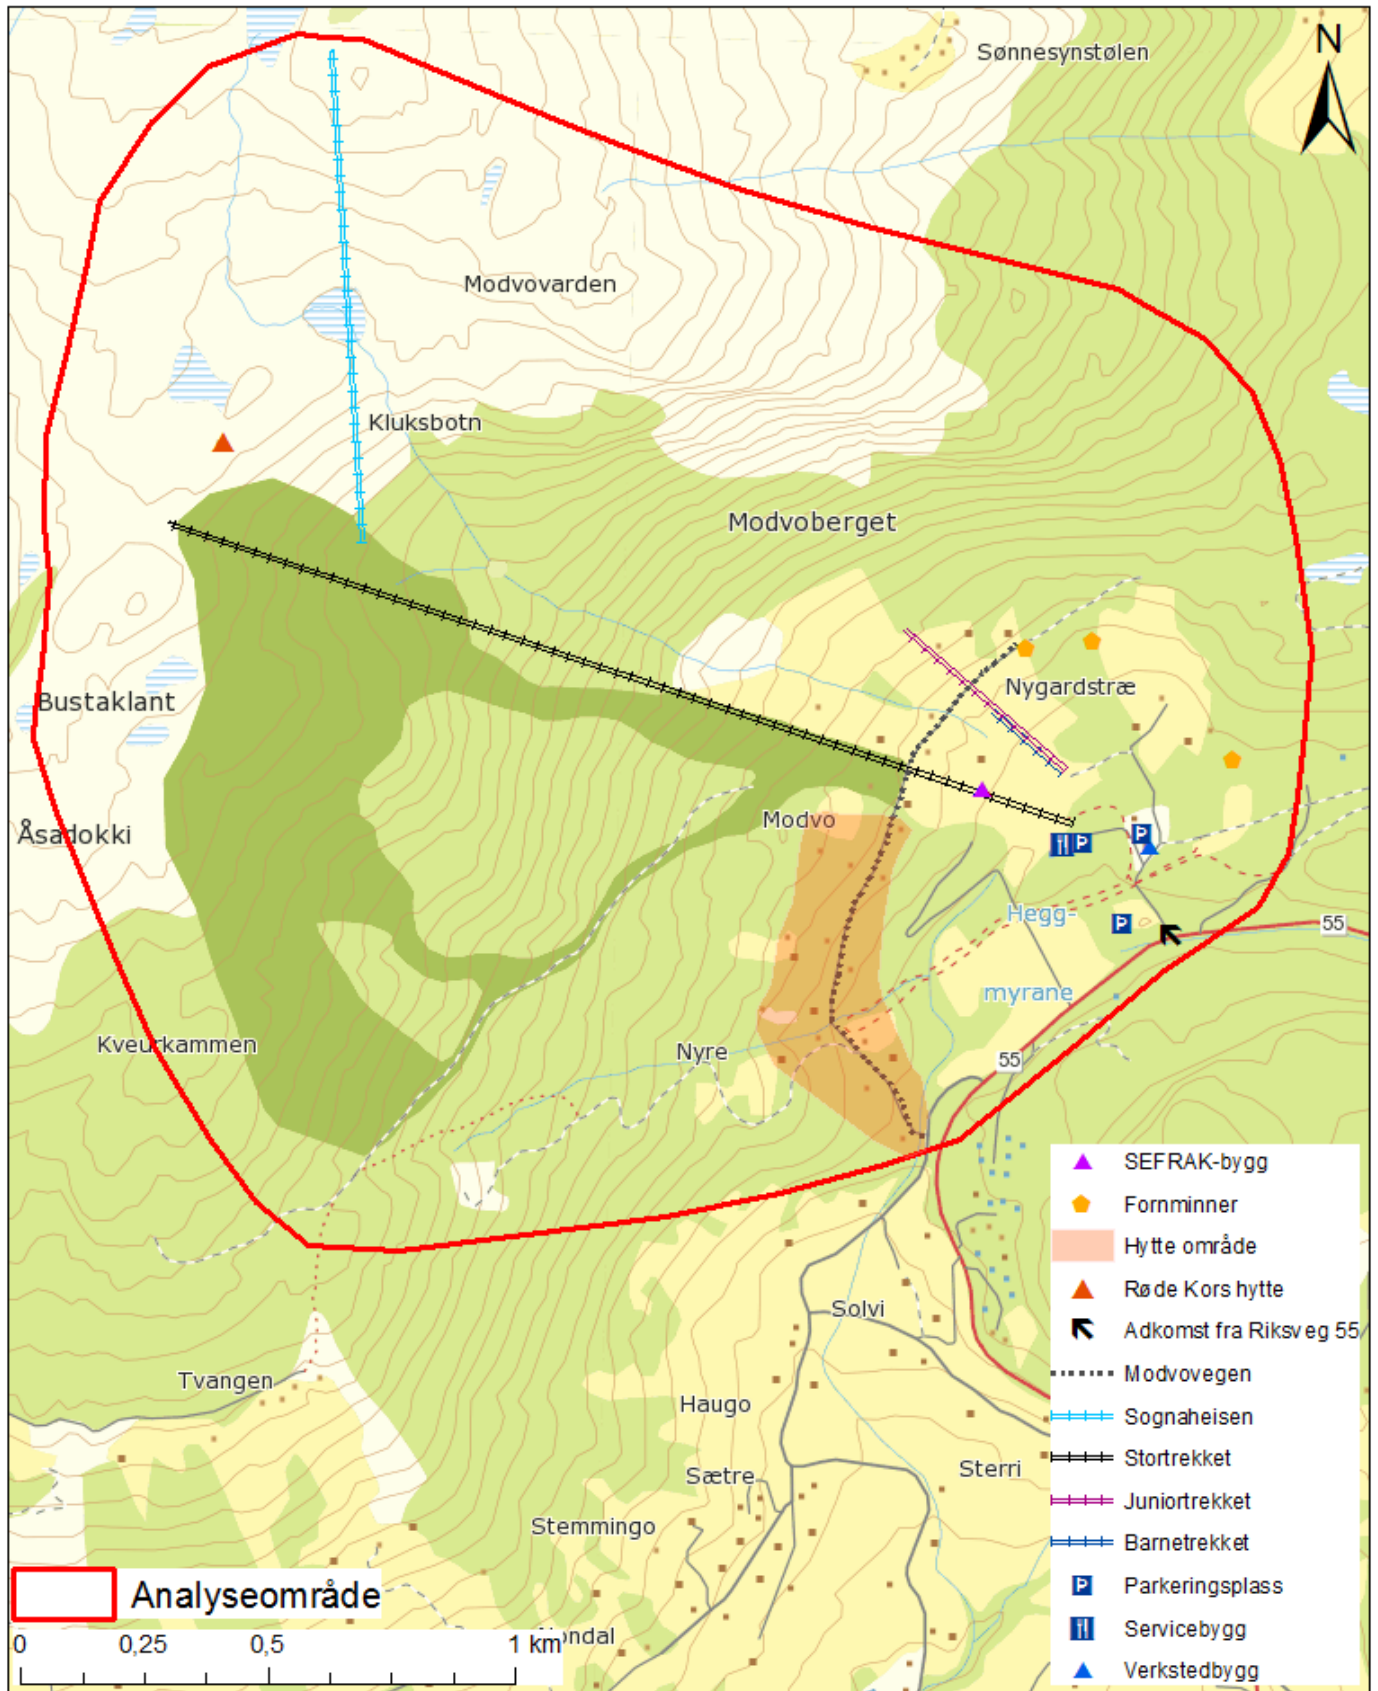 Sønnesynstølen
N
Modvovarden
Kluksbotn
Modvoberget
Nygardstræ
Bustaklant
Modvo
Åsadokki
Hegg-
55
myrane
Kveurkammen
Nyre
55
Solvi
Tvangen
Haugo
Sætre
Sterri
Stemmingo
SEFRAK-bygg
Fornminner
Hytte område
Røde Kors hytte
Adkomst fra Riksveg 55
Modvovegen
Sognaheisen
Stortrekket
Juniortrekket
Barnetrekket
P Parkeringsplass
Servicebygg
Verkstedbygg
P
P
P
Analyseområde
0 0,25 0,5 1 km